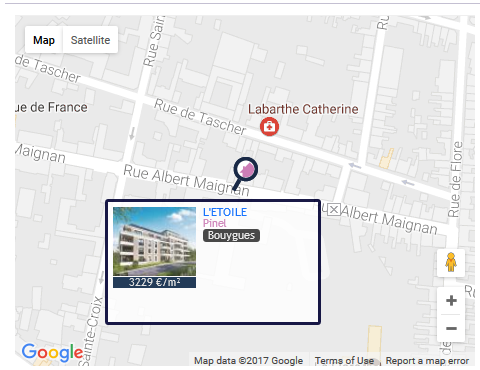 Map
Satellite
Rue Sain
de Tascher
ue de France
Rue de Tascher
Labarthe Catherine
Maignan
Rue Albert Maignan
Albert Maignan
Rue de Flore
L'ETOILE
Pinel
Bouygues
3229 €/m²
Sainte-Croix
+
−
Google
Map data ©2017 Google
Terms of Use
Report a map error